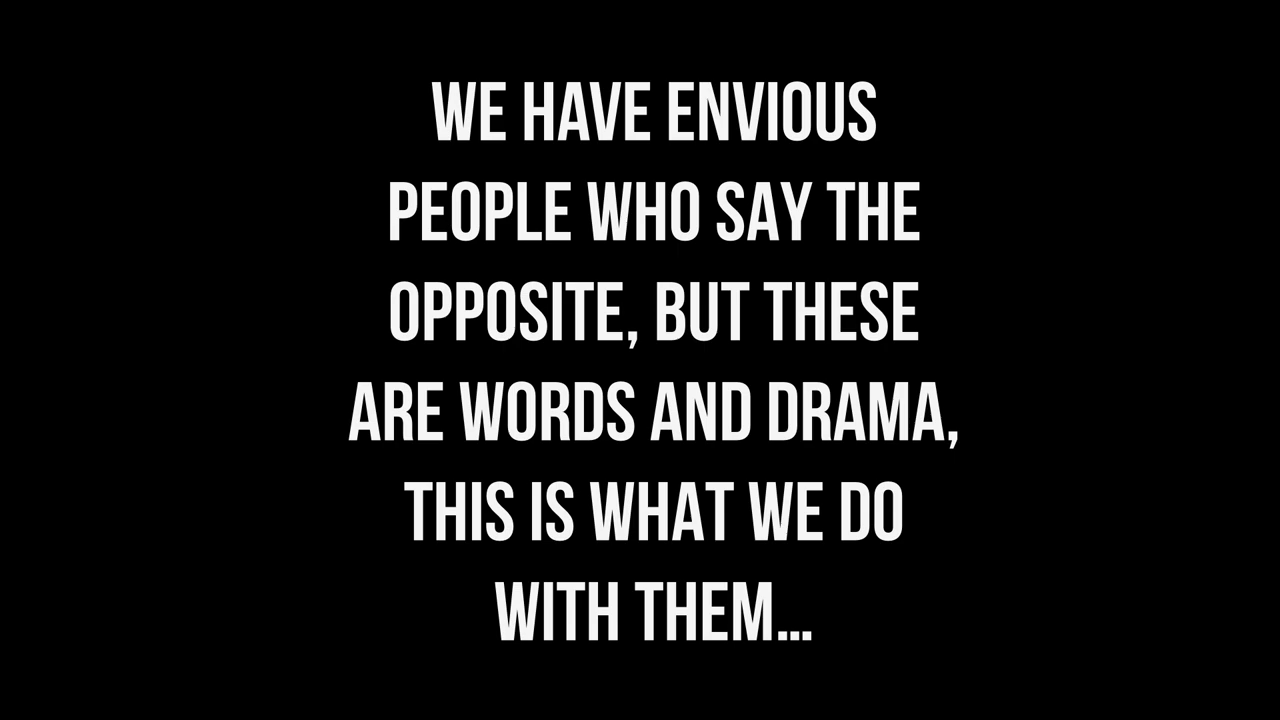 WE HAVE ENVIOUS
PEOPLE WHO SAY THE
OPPOSITE, BUT THESE
ARE WORDS AND DRAMA,
THIS IS WHAT WE DO
WITH THEM...